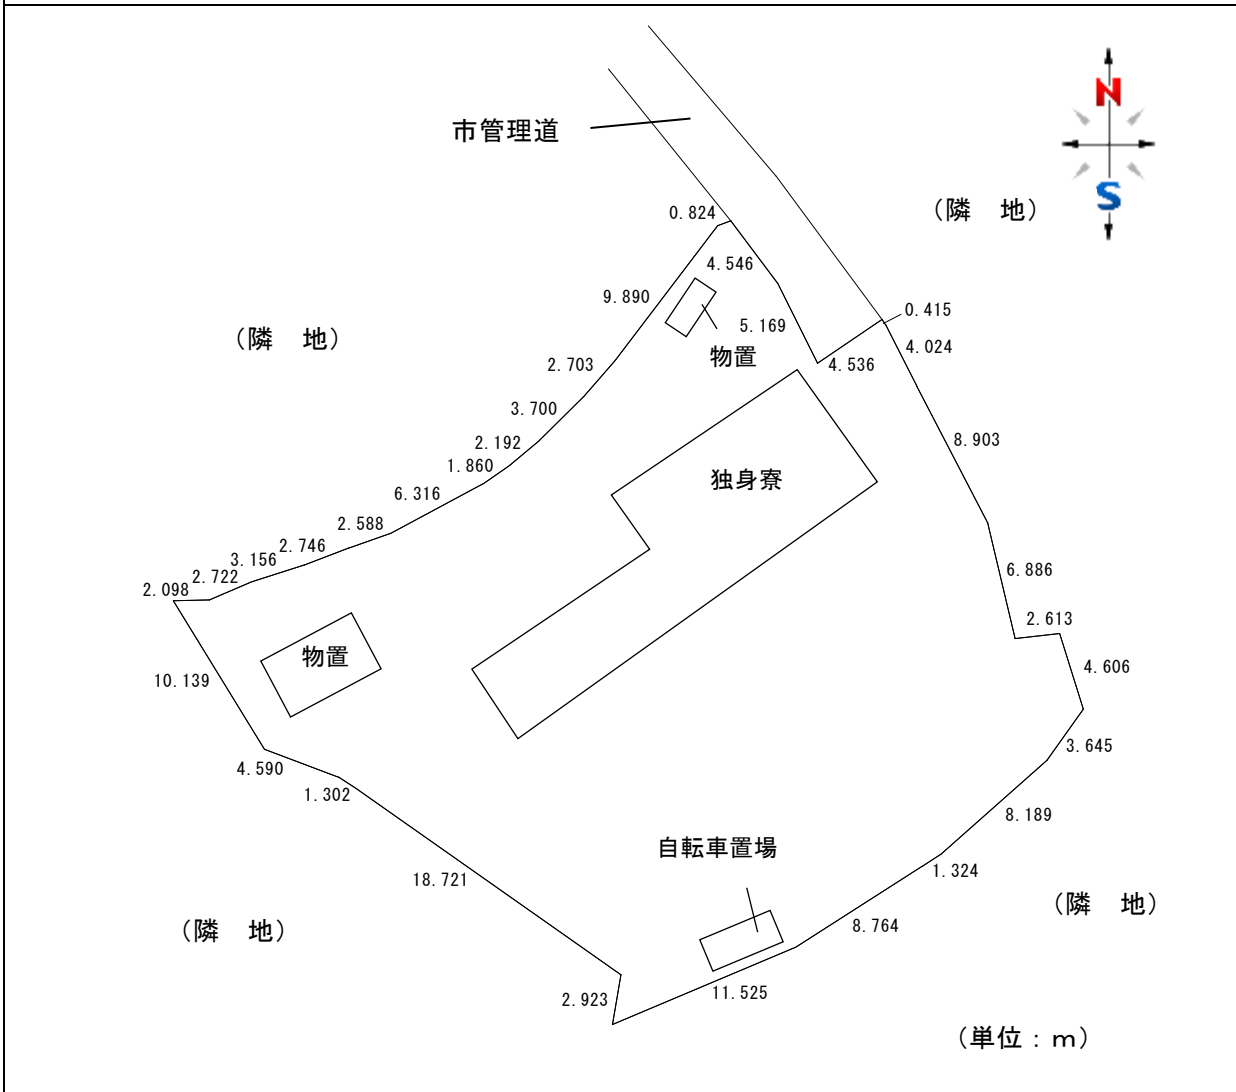 N
市管理道
S
（隣　地）
0.824
4.546
9.890
0.415
5.169
（隣　地）
4.024
物置
2.703
4.536
3.700
8.903
2.192
1.860
独身寮
6.316
2.588
2.746
3.156
6.886
2.722
2.098
2.613
物置
4.606
10.139
3.645
4.590
1.302
8.189
自転車置場
1.324
18.721
（隣　地）
8.764
（隣　地）
11.525
2.923
（単位：ｍ）